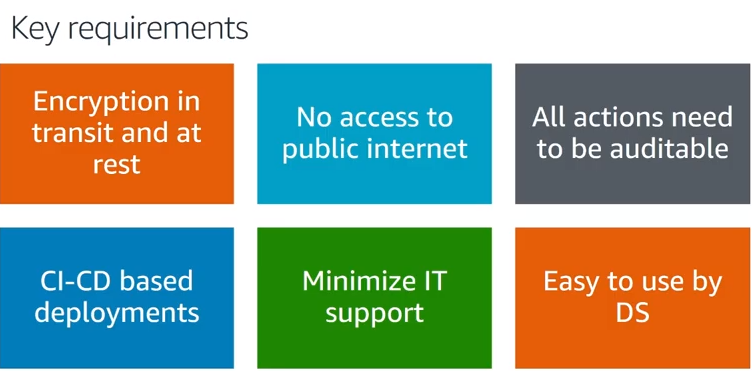 Key requirements
Encryption in
transit and at
rest
No access to
public internet
All actions need
to be auditable
CI-CD based
deployments
Minimize IT
support
Easy to use by
DS